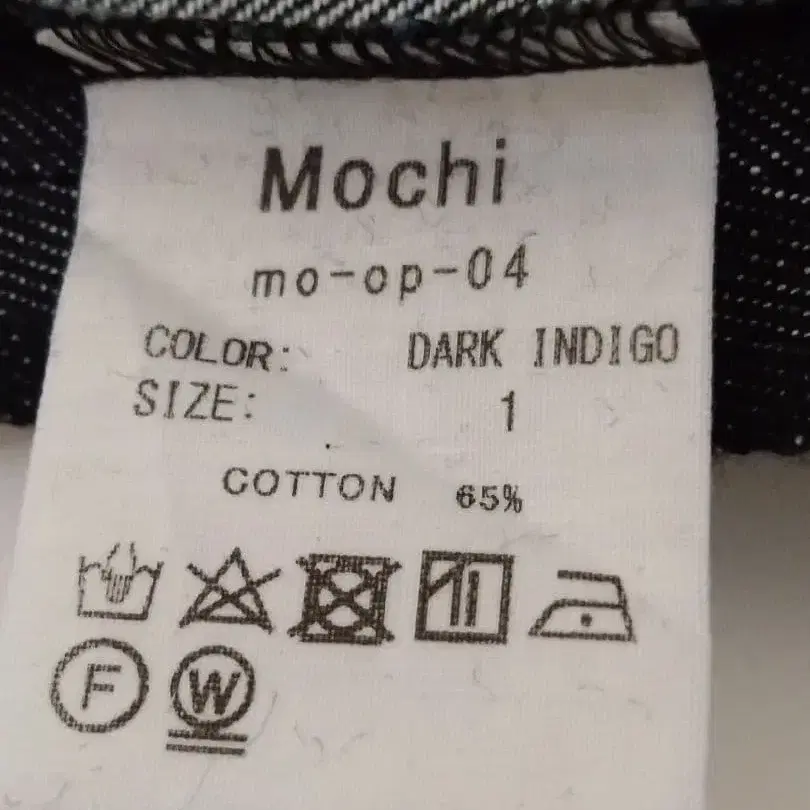 Mochi
mo-op-04
COLOR: DARK INDIGO
SIZE: 1
COTTON 65%
F W